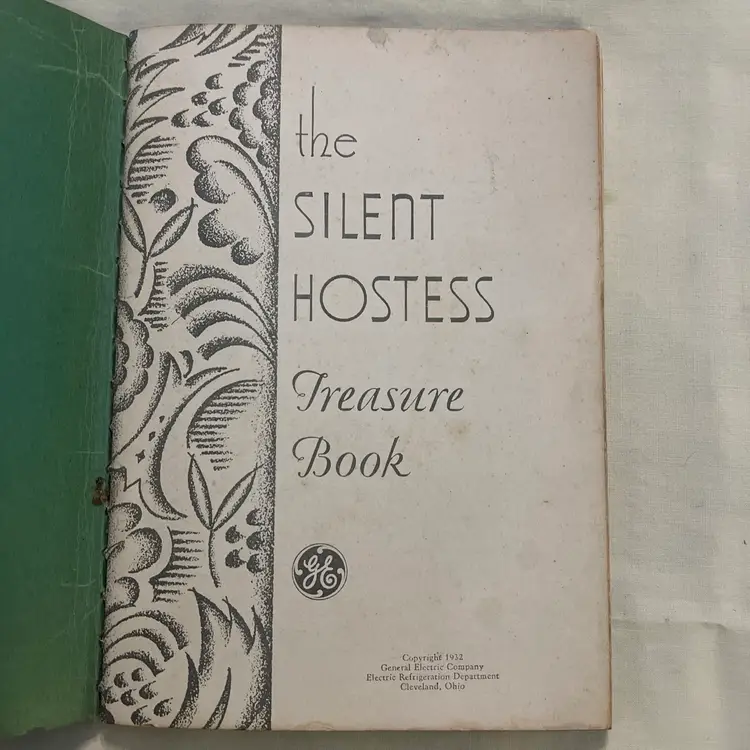 the
SILENT
HOSTESS
Treasure
Book
GE
Copyright 1932
General Electric Company
Electric Refrigeration Department
Cleveland, Ohio